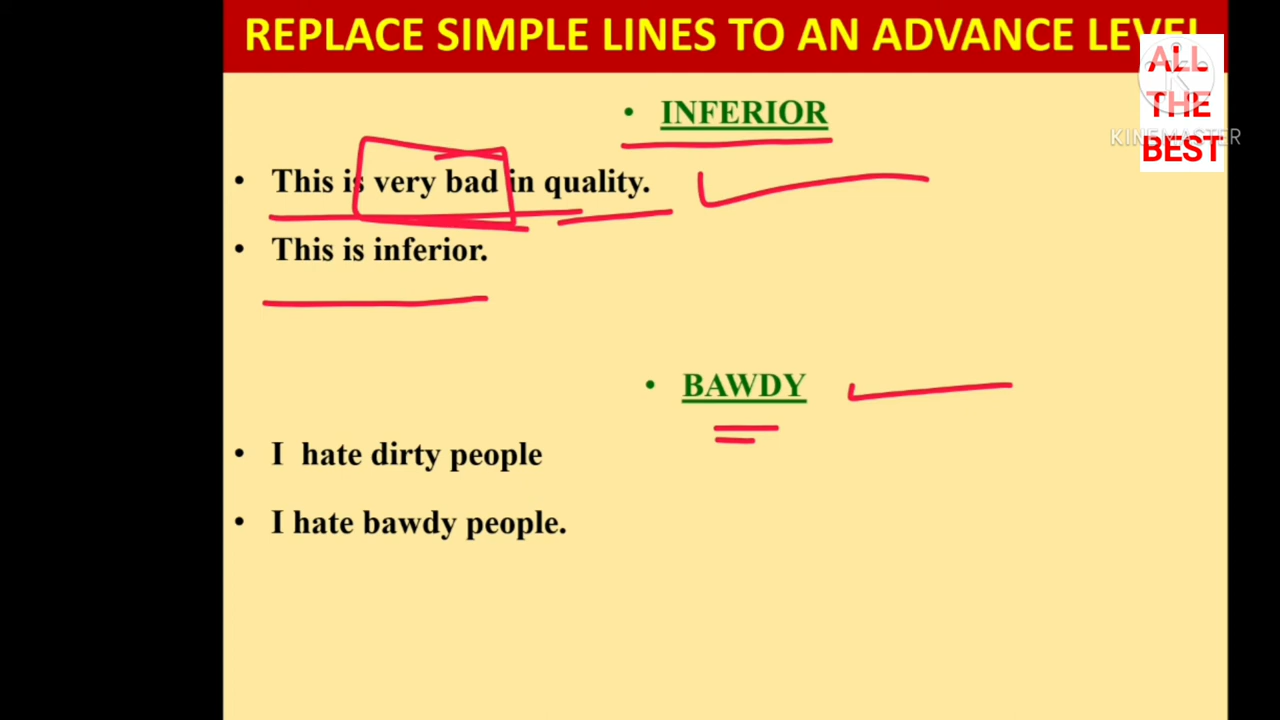 REPLACE SIMPLE LINES TO AN ADVANCE LEVEL
ALL
THE
BEST
KINEMASTER
• INFERIOR
• This is very bad in quality.
• This is inferior.
• BAWDY
• I hate dirty people
• I hate bawdy people.